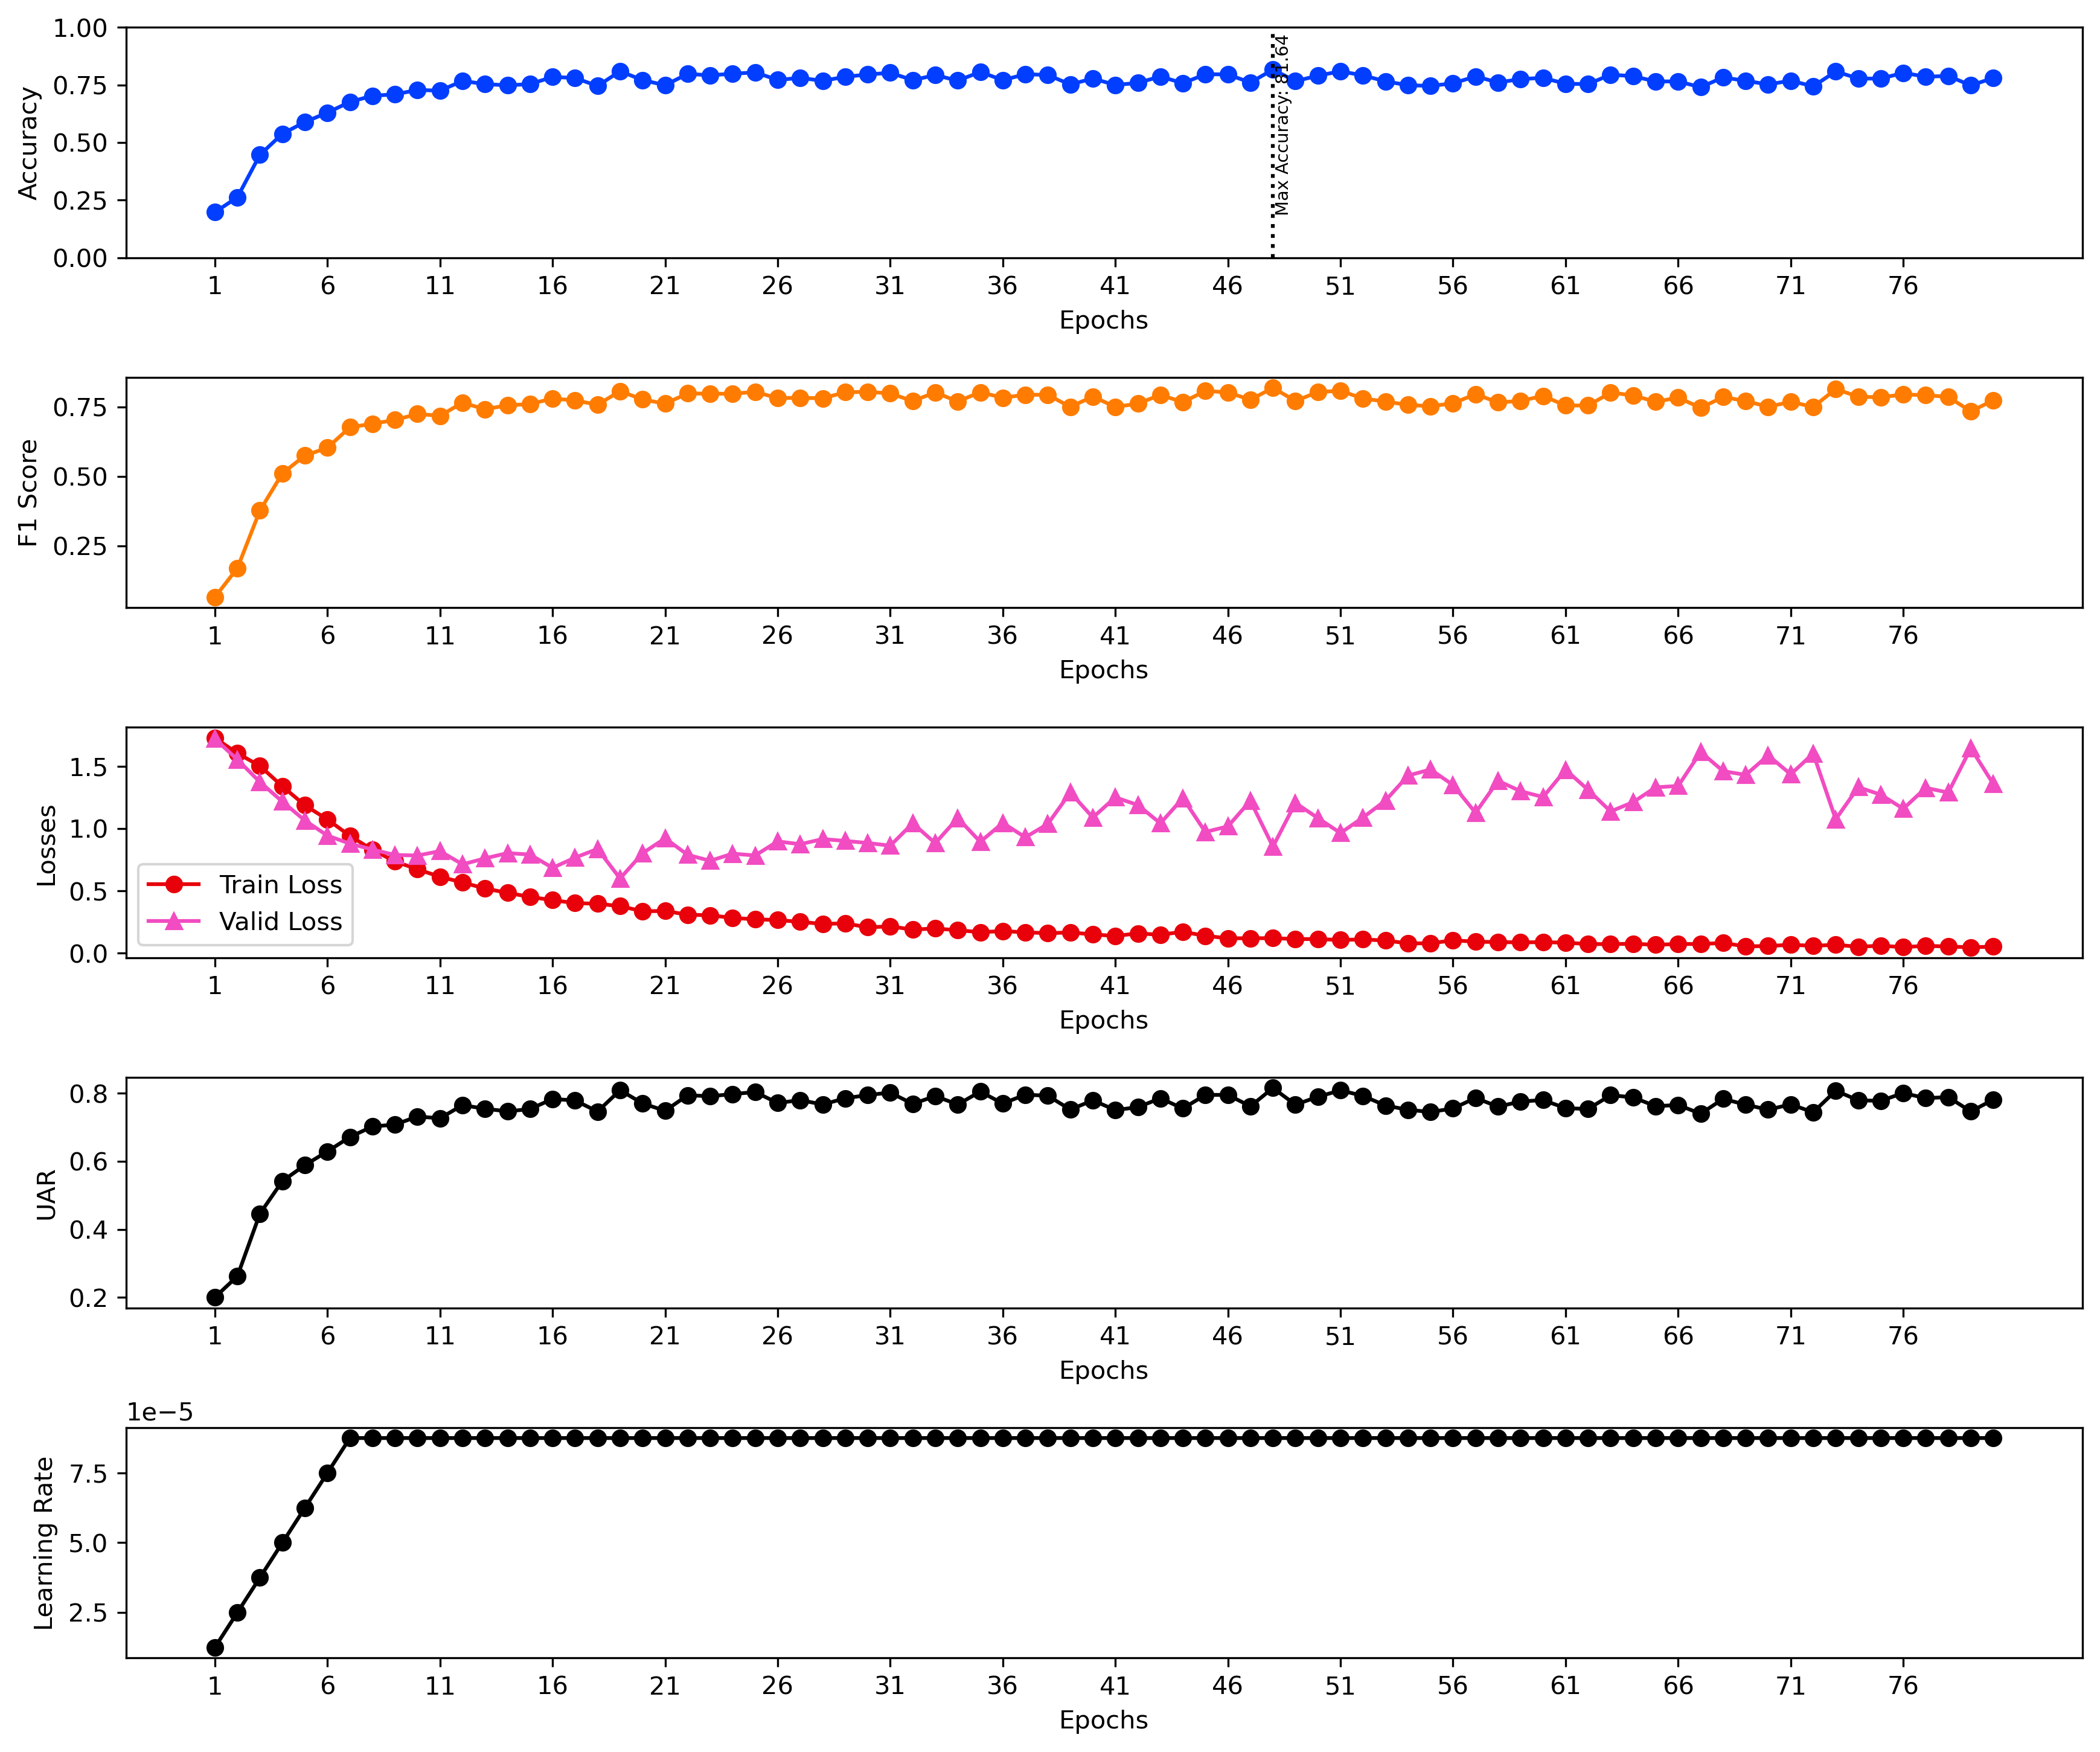 1.00
0.75
0.50
0.25
0.00
Accuracy
Max Accuracy: 81.64
1 6 11 16 21 26 31 36 41 46 51 56 61 66 71 76
Epochs
0.75
0.50
0.25
F1 Score
1 6 11 16 21 26 31 36 41 46 51 56 61 66 71 76
Epochs
1.5
1.0
0.5
0.0
Losses
Train Loss
Valid Loss
1 6 11 16 21 26 31 36 41 46 51 56 61 66 71 76
Epochs
0.8
0.6
0.4
0.2
UAR
1 6 11 16 21 26 31 36 41 46 51 56 61 66 71 76
Epochs
1e−5
7.5
5.0
2.5
Learning Rate
1 6 11 16 21 26 31 36 41 46 51 56 61 66 71 76
Epochs